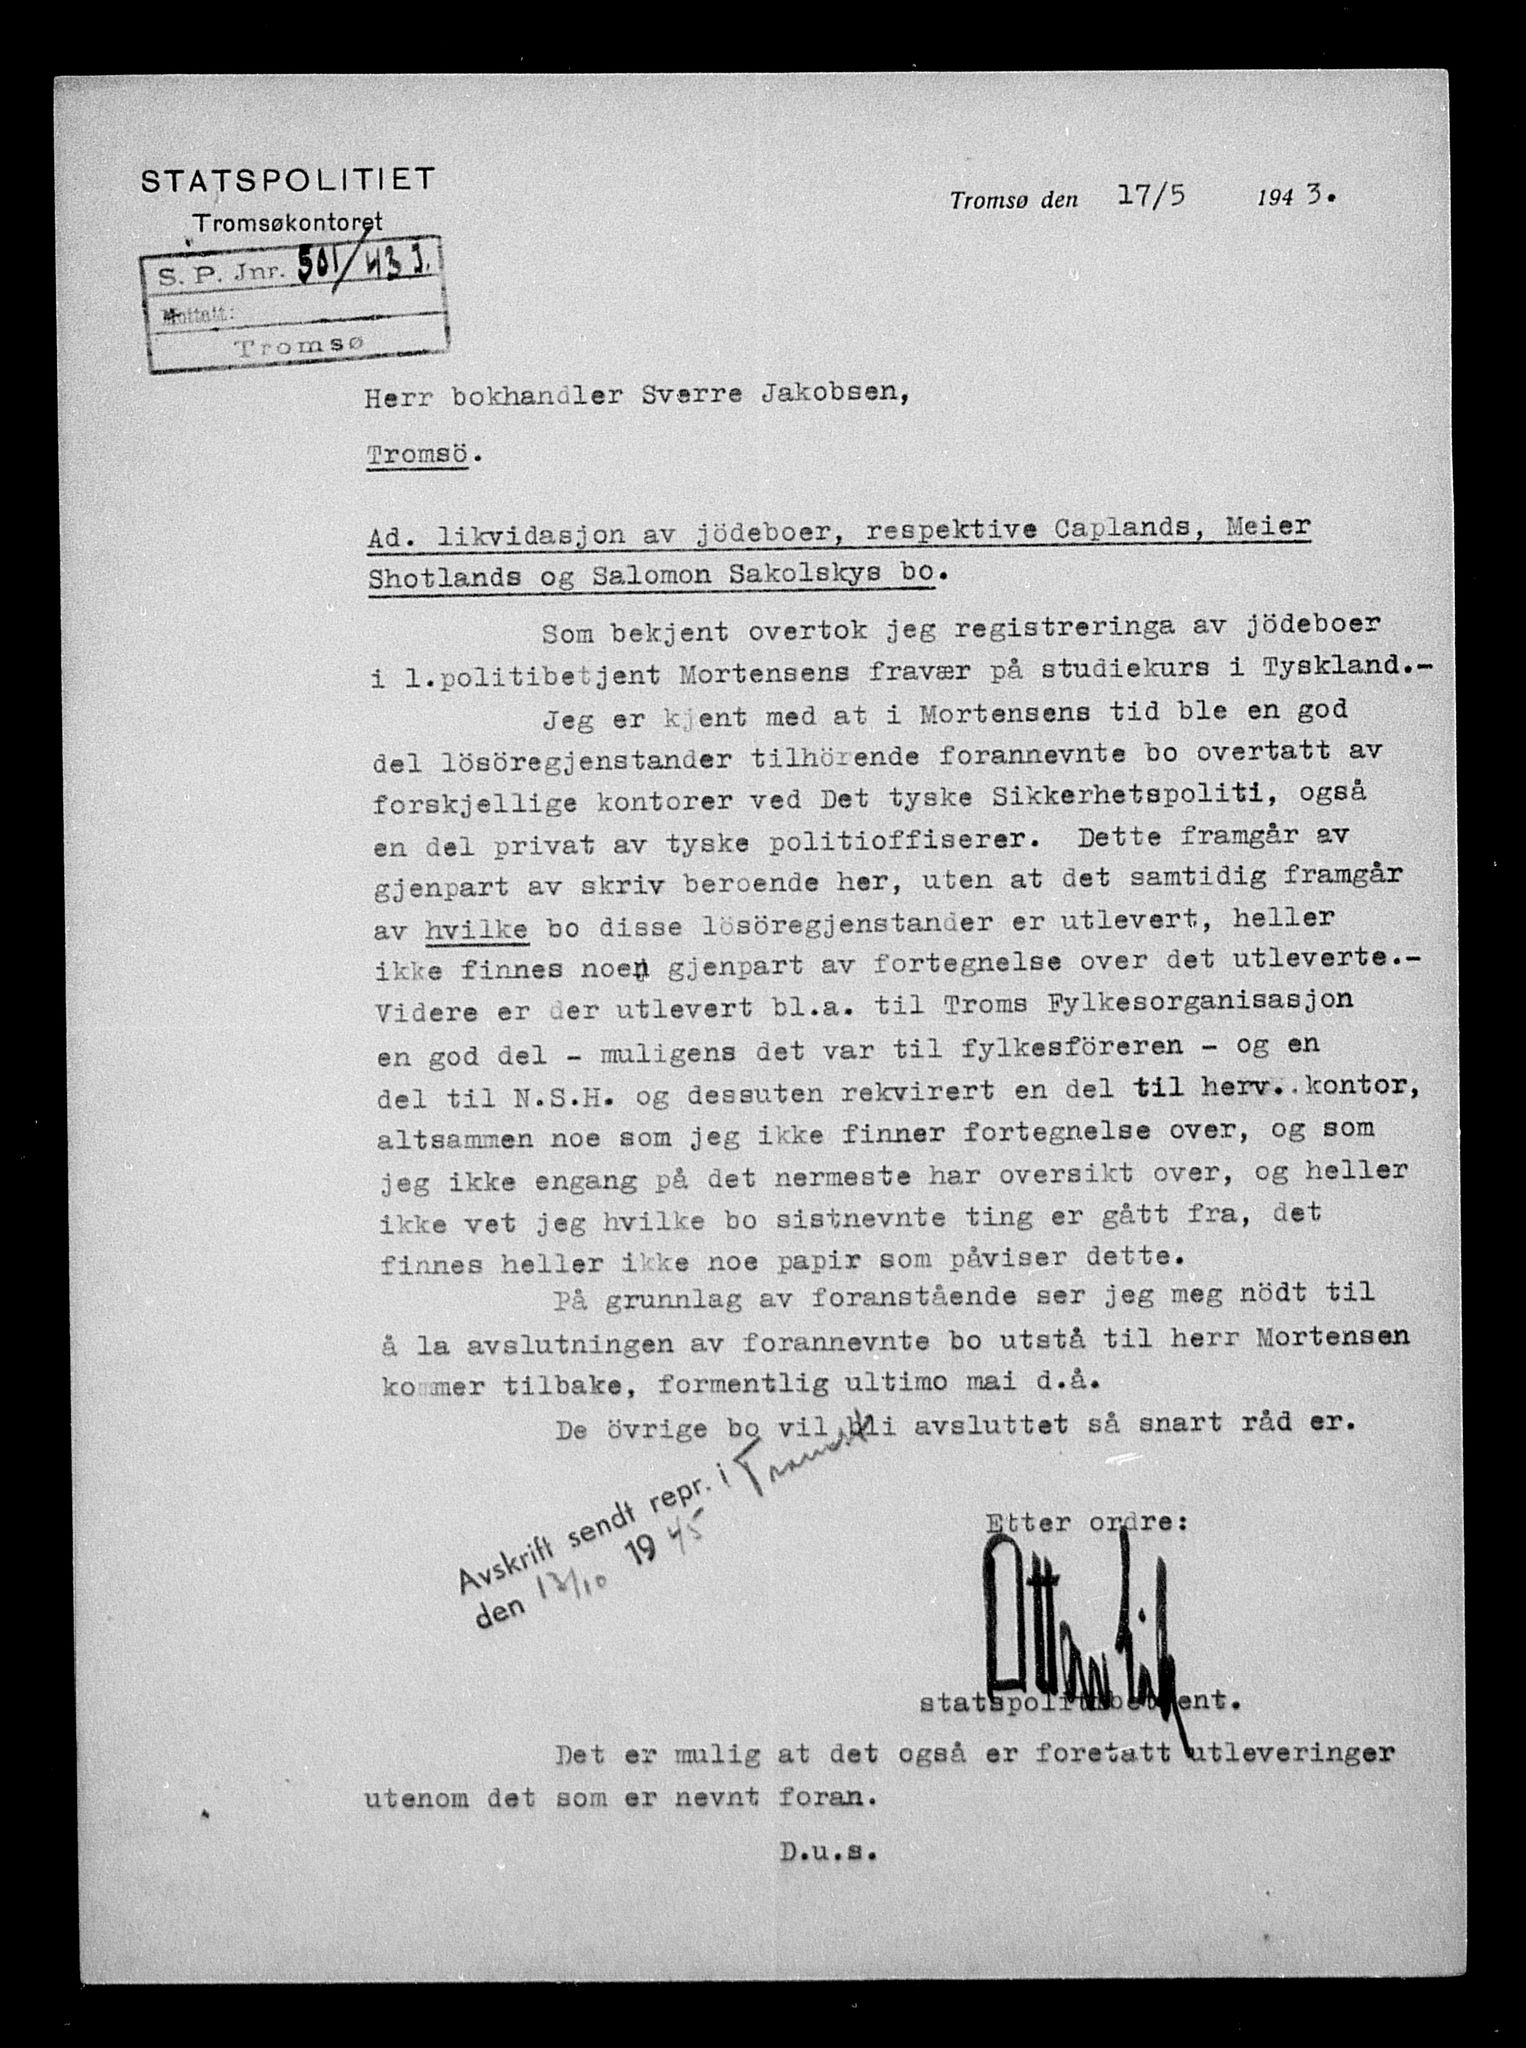 STATSPOLITIET
Tromsøkontoret
Tromsø den 17/5 1943.
S. P. Jnr. 501/43 J.
Mottatt:
Tromsø
Herr bokhandler Sverre Jakobsen,
Tromsö.
Ad. likvidasjon av jödeboer, respektive Caplands, Meier
Shotlands og Salomon Sakolskys bo.
Som bekjent overtok jeg registreringa av jödeboer
i 1.politibetjent Mortensens fravær på studiekurs i Tyskland.-
Jeg er kjent med at i Mortensens tid ble en god
del lösöregjenstander tilhörende forannevnte bo overtatt av
forskjellige kontorer ved Det tyske Sikkerhetspoliti, også
en del privat av tyske politioffiserer. Dette framgår av
gjenpart av skriv beroende her, uten at det samtidig framgår
av hvilke bo disse lösöregjenstander er utlevert, heller
ikke finnes noen gjenpart av fortegnelse over det utleverte.-
Videre er der utlevert bl.a. til Troms Fylkesorganisasjon
en god del - muligens det var til fylkesföreren - og en
del til N.S.H. og dessuten rekvirert en del til herv. kontor,
altsammen noe som jeg ikke finner fortegnelse over, og som
jeg ikke engang på det nermeste har oversikt over, og heller
ikke vet jeg hvilke bo sistnevnte ting er gått fra, det
finnes heller ikke noe papir som påviser dette.
På grunnlag av foranstående ser jeg meg nödt til
å la avslutningen av forannevnte bo utstå til herr Mortensen
kommer tilbake, formentlig ultimo mai d.å.
De övrige bo vil bli avsluttet så snart råd er.
Avskrift sendt repr. i
den 13/10 1945
Etter ordre:
statspolitibetjent.
Det er mulig at det også er foretatt utleveringer
utenom det som er nevnt foran.
D.u.s.